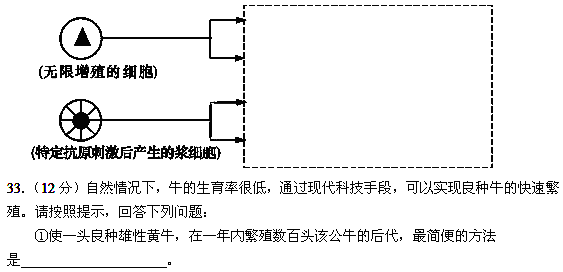 (无限增殖的细胞)
(特定抗原刺激后产生的浆细胞)
33.（12分）自然情况下，牛的生育率很低，通过现代科技手段，可以实现良种牛的快速繁
殖。请按照提示，回答下列问题：
①使一头良种雄性黄牛，在一年内繁殖数百头该公牛的后代，最简便的方法
是____________________。